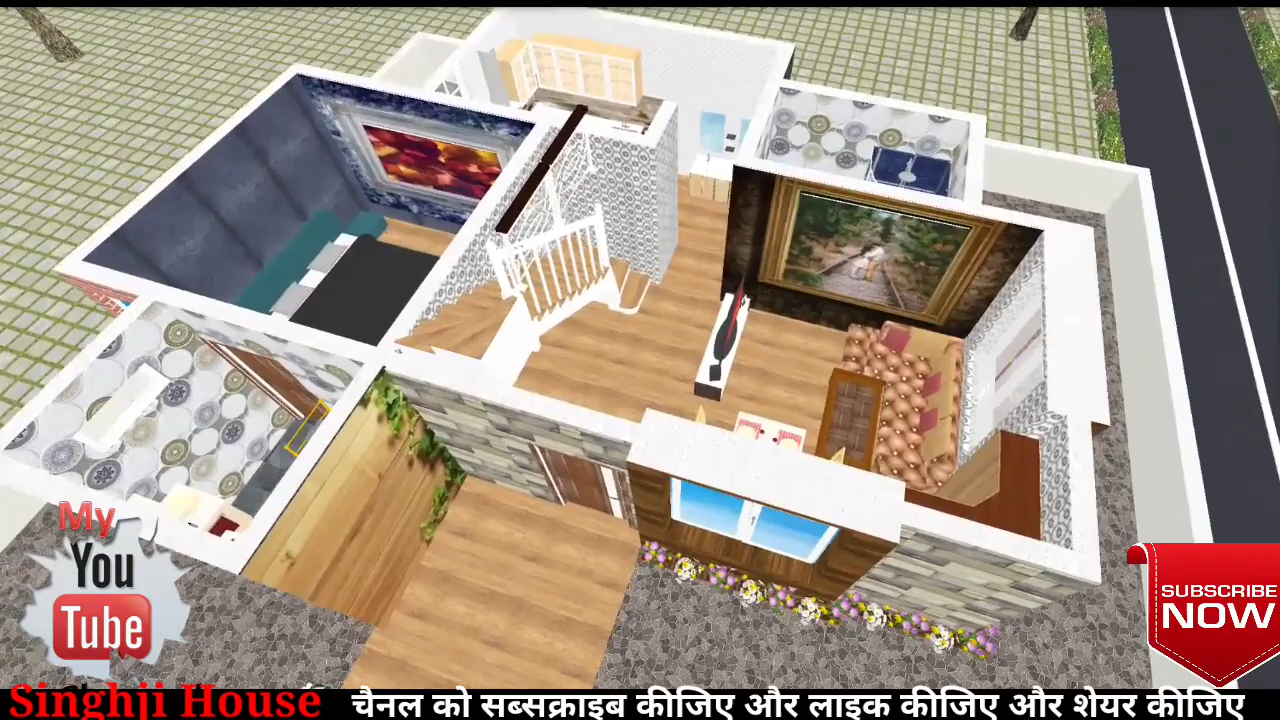 My
You
Tube
SUBSCRIBE
NOW
Singhji House
चैनल को सब्सक्राइब कीजिए और लाइक कीजिए और शेयर कीजिए